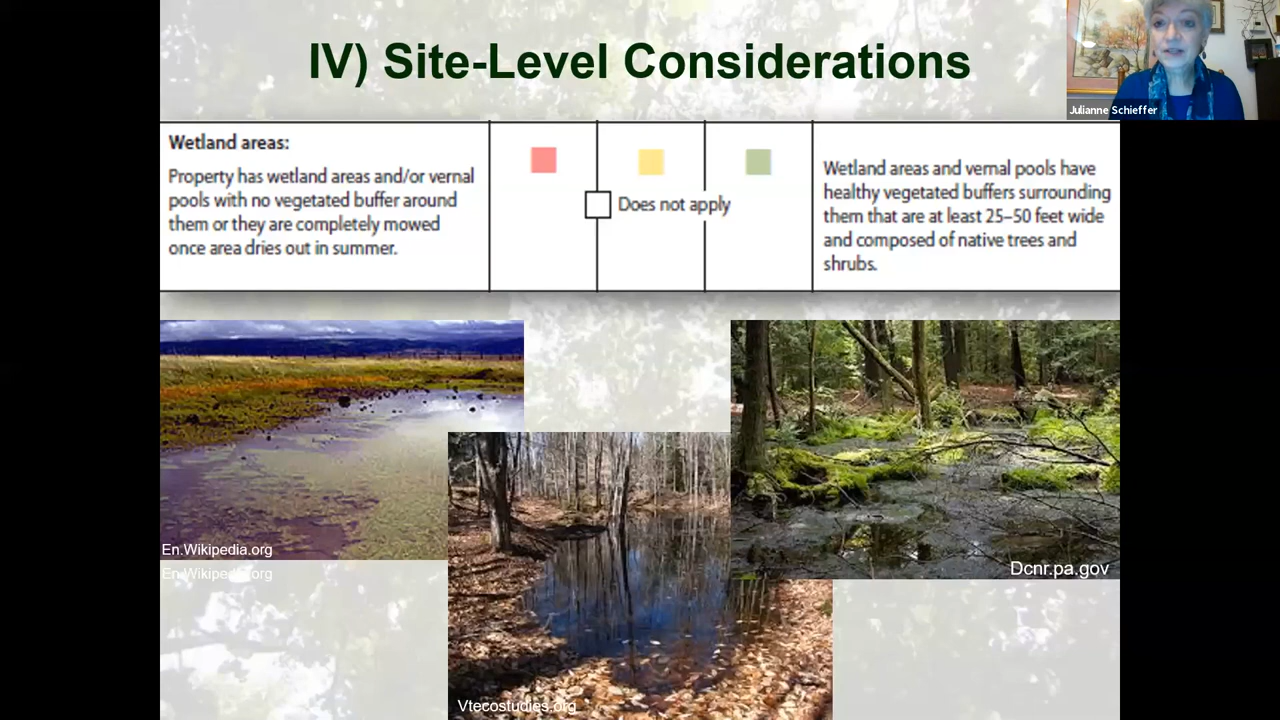 IV) Site-Level Considerations
Julianne Schieffer
Wetland areas:
Property has wetland areas and/or vernal
pools with no vegetated buffer around
them or they are completely mowed
once area dries out in summer.
Does not apply
Wetland areas and vernal pools have
healthy vegetated buffers surrounding
them that are at least 25–50 feet wide
and composed of native trees and
shrubs.
En.Wikipedia.org
En.Wikipedia.org
Dcnr.pa.gov
Vtecostudies.org